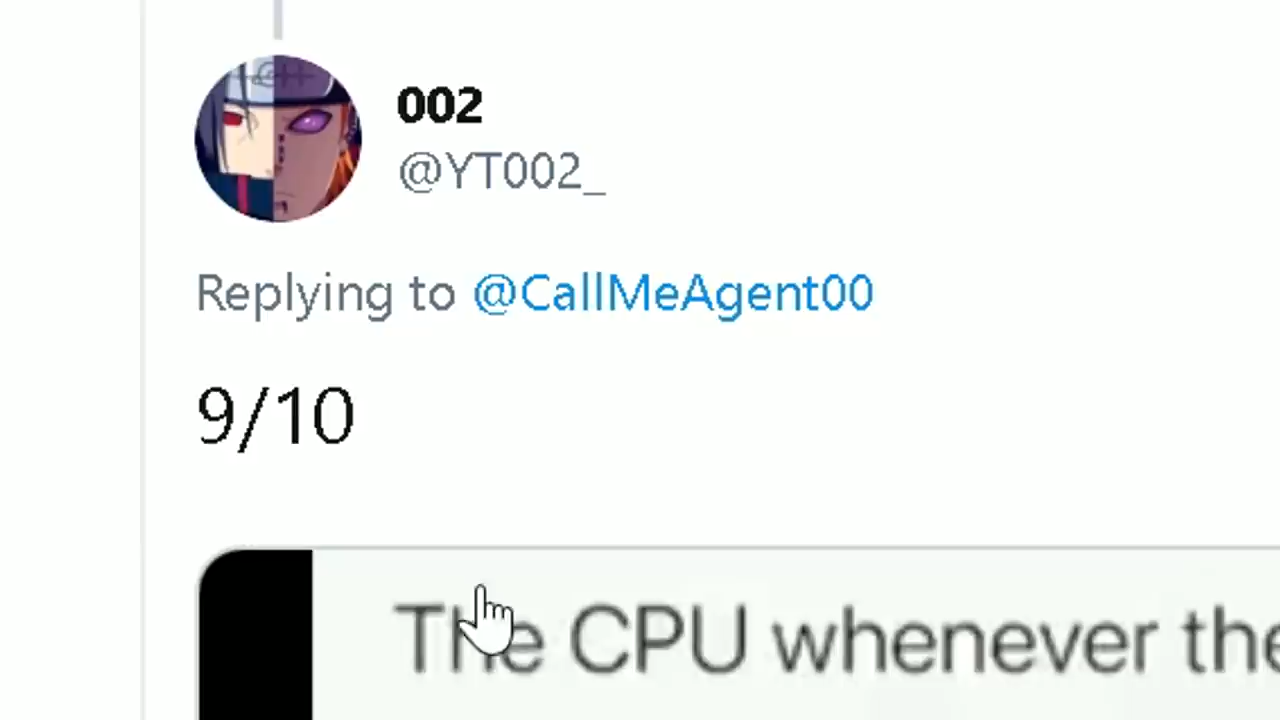 002
@YT002_
Replying to @CallMeAgent00
9/10
The CPU whenever the